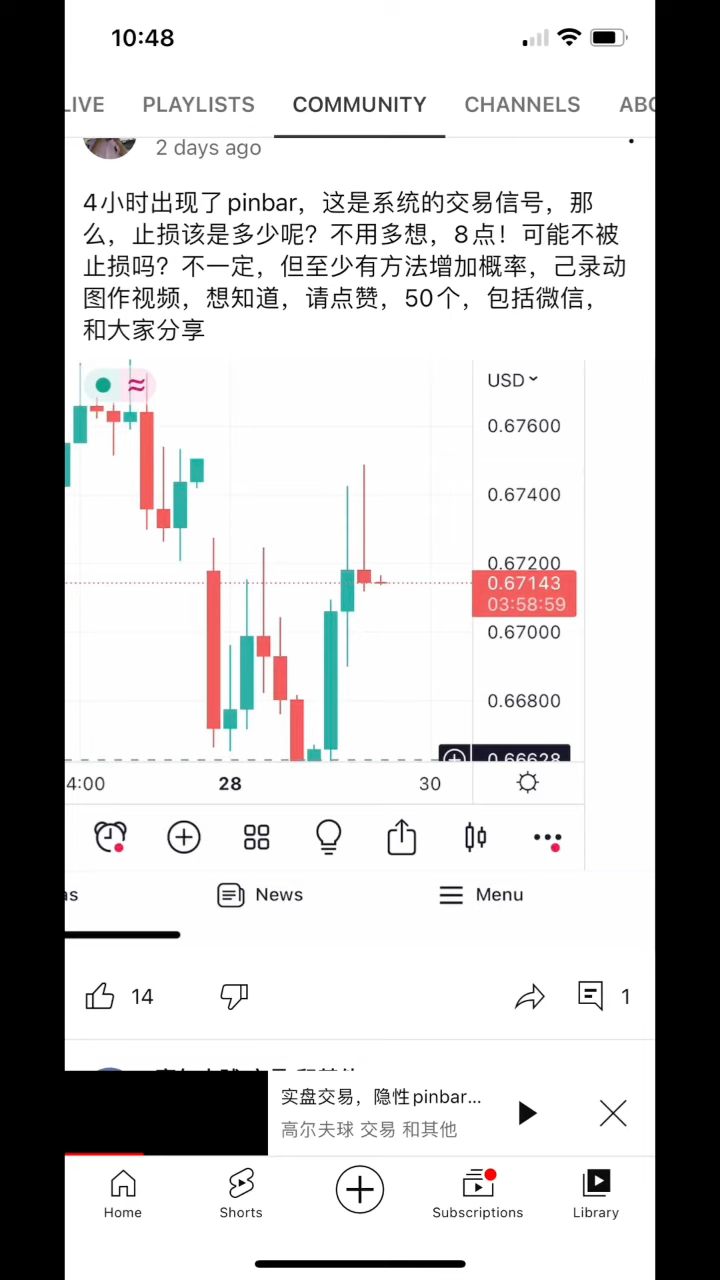 10:48
LIVE PLAYLISTS COMMUNITY CHANNELS ABO
2 days ago
4小时出现了pinbar，这是系统的交易信号，那
么，止损该是多少呢？不用多想，8点！可能不被
止损吗？不一定，但至少有方法增加概率，己录动
图作视频，想知道，请点赞，50个，包括微信，
和大家分享
USD
0.67600
0.67400
0.67200
0.67143
03:58:59
0.67000
0.66800
0.66628
4:00 28 30
as News Menu
14 1
实盘交易，隐性pinbar...
高尔夫球 交易 和其他
Home Shorts Subscriptions Library